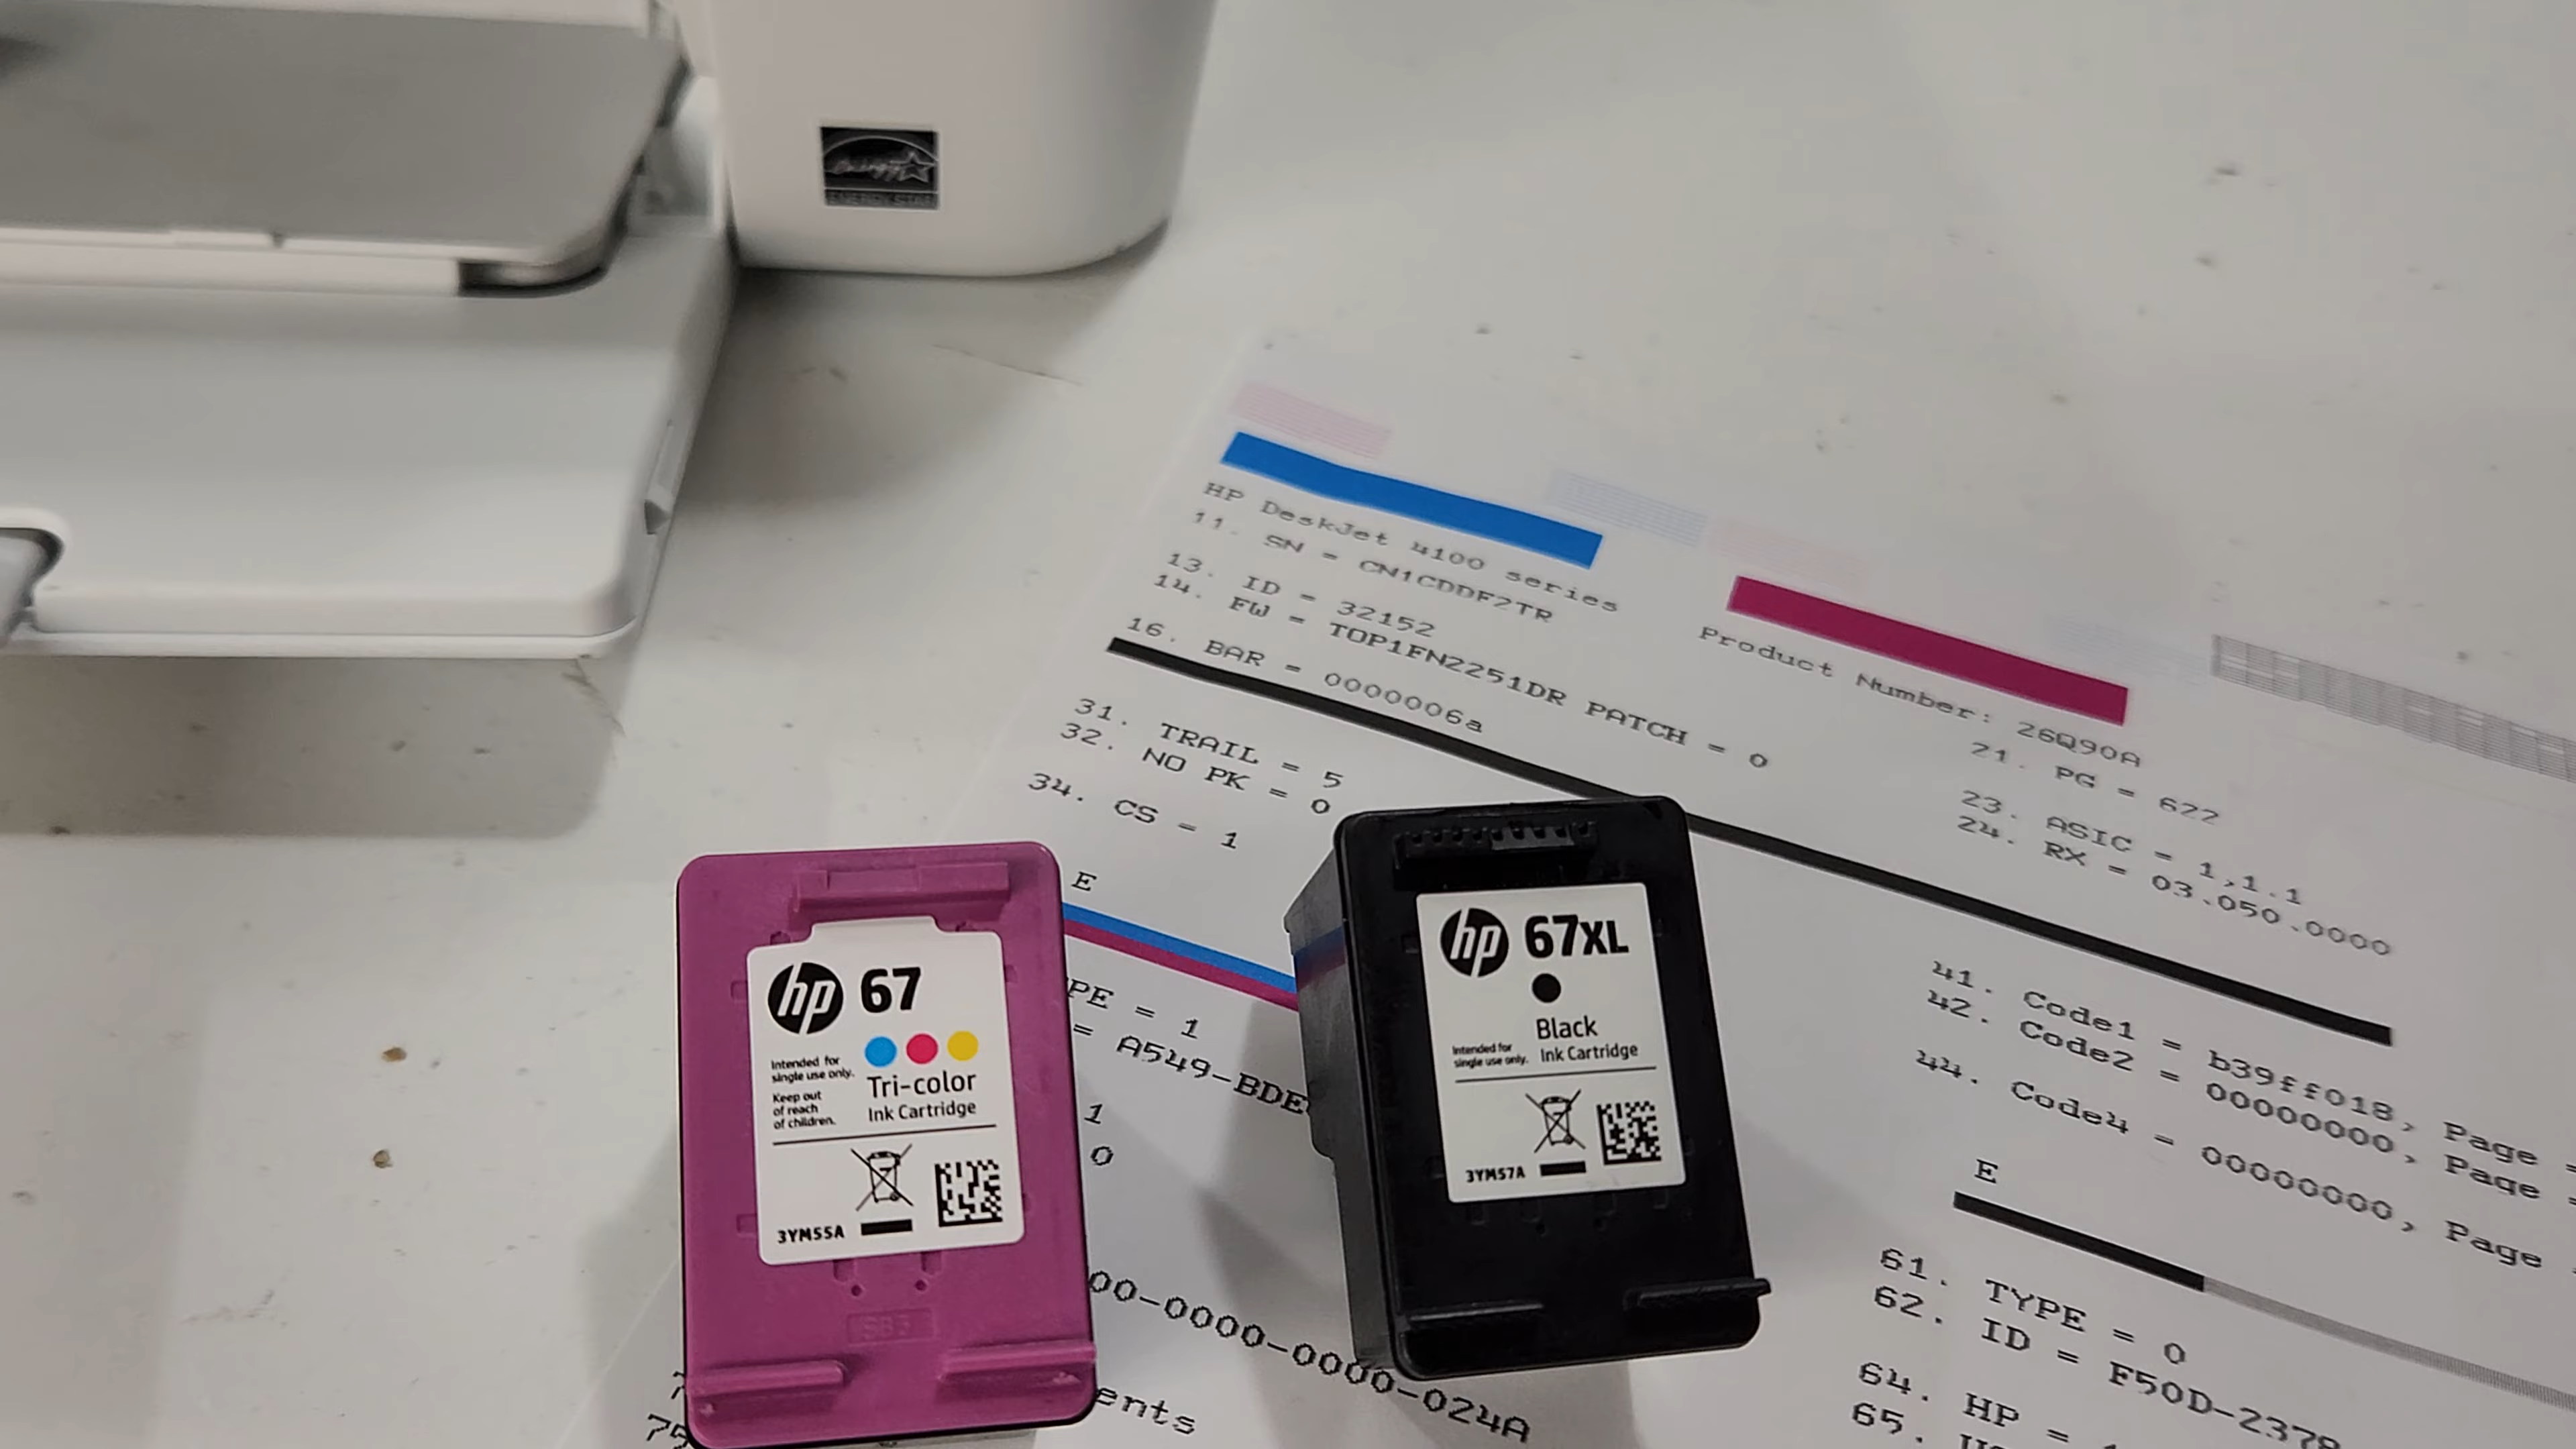 ENERGY STAR
HP DeskJet 4100 series
11. SN = CN1CDDF2TR
13. ID = 32152
14. FW = TOP1FN2251DR PATCH = 0
16. BAR = 0000006a
Product Number: 26Q90A
21. PG = 622
23. ASIC = 1,1.1
24. RX = 03.050.0000
31. TRAIL = 5
32. NO PK = 0
34. CS = 1
41. Code1 = b39ff018, Page =
42. Code2 = 00000000, Page =
44. Code4 = 00000000, Page
E
PE = 1
= A549-BDE
1
0
00-0000-0000-024A
ents
75
E
61. TYPE = 0
62. ID = F50D-2378
64. HP =
65.
hp 67
Intended for
single use only.
Keep out
of reach
of children.
Tri-color
Ink Cartridge
3YM55A
hp 67XL
Black
Intended for
single use only.
Ink Cartridge
3YM57A